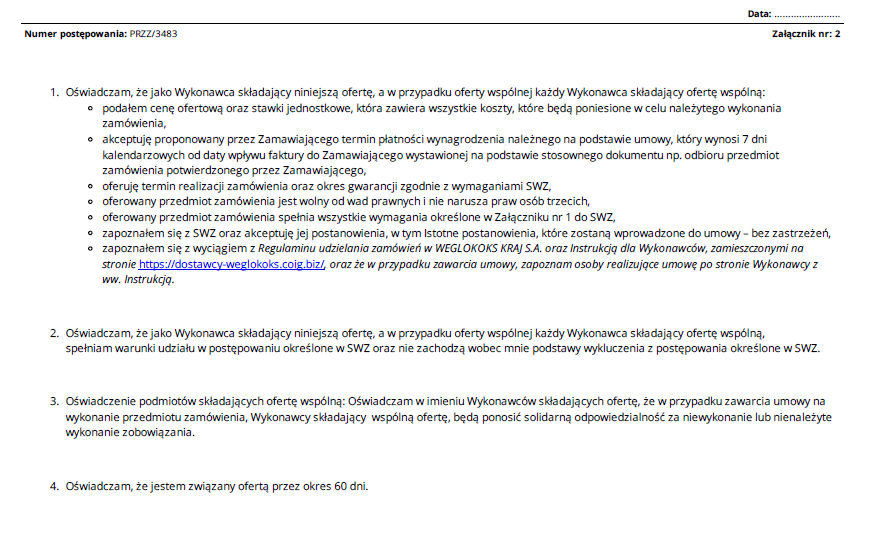 Data: ........................
Numer postępowania: PRZZ/3483 Załącznik nr: 2
1. Oświadczam, że jako Wykonawca składający niniejszą ofertę, a w przypadku oferty wspólnej każdy Wykonawca składający ofertę wspólną:
podałem cenę ofertową oraz stawki jednostkowe, która zawiera wszystkie koszty, które będą poniesione w celu należytego wykonania
zamówienia,
akceptuję proponowany przez Zamawiającego termin płatności wynagrodzenia należnego na podstawie umowy, który wynosi 7 dni
kalendarzowych od daty wpływu faktury do Zamawiającego wystawionej na podstawie stosownego dokumentu np. odbioru przedmiot
zamówienia potwierdzonego przez Zamawiającego,
oferuję termin realizacji zamówienia oraz okres gwarancji zgodnie z wymaganiami SWZ,
oferowany przedmiot zamówienia jest wolny od wad prawnych i nie narusza praw osób trzecich,
oferowany przedmiot zamówienia spełnia wszystkie wymagania określone w Załączniku nr 1 do SWZ,
zapoznałem się z SWZ oraz akceptuję jej postanowienia, w tym Istotne postanowienia, które zostaną wprowadzone do umowy – bez zastrzeżeń,
zapoznałem się z wyciągiem z Regulaminu udzielania zamówień w WEGLOKOKS KRAJ S.A. oraz Instrukcją dla Wykonawców, zamieszczonymi na
stronie https://dostawcy-weglokoks.coig.biz/, oraz że w przypadku zawarcia umowy, zapoznam osoby realizujące umowę po stronie Wykonawcy z
ww. Instrukcją.
2. Oświadczam, że jako Wykonawca składający niniejszą ofertę, a w przypadku oferty wspólnej każdy Wykonawca składający ofertę wspólną,
spełniam warunki udziału w postępowaniu określone w SWZ oraz nie zachodzą wobec mnie podstawy wykluczenia z postępowania określone w SWZ.
3. Oświadczenie podmiotów składających ofertę wspólną: Oświadczam w imieniu Wykonawców składających ofertę, że w przypadku zawarcia umowy na
wykonanie przedmiotu zamówienia, Wykonawcy składający wspólną ofertę, będą ponosić solidarną odpowiedzialność za niewykonanie lub nienależyte
wykonanie zobowiązania.
4. Oświadczam, że jestem związany ofertą przez okres 60 dni.